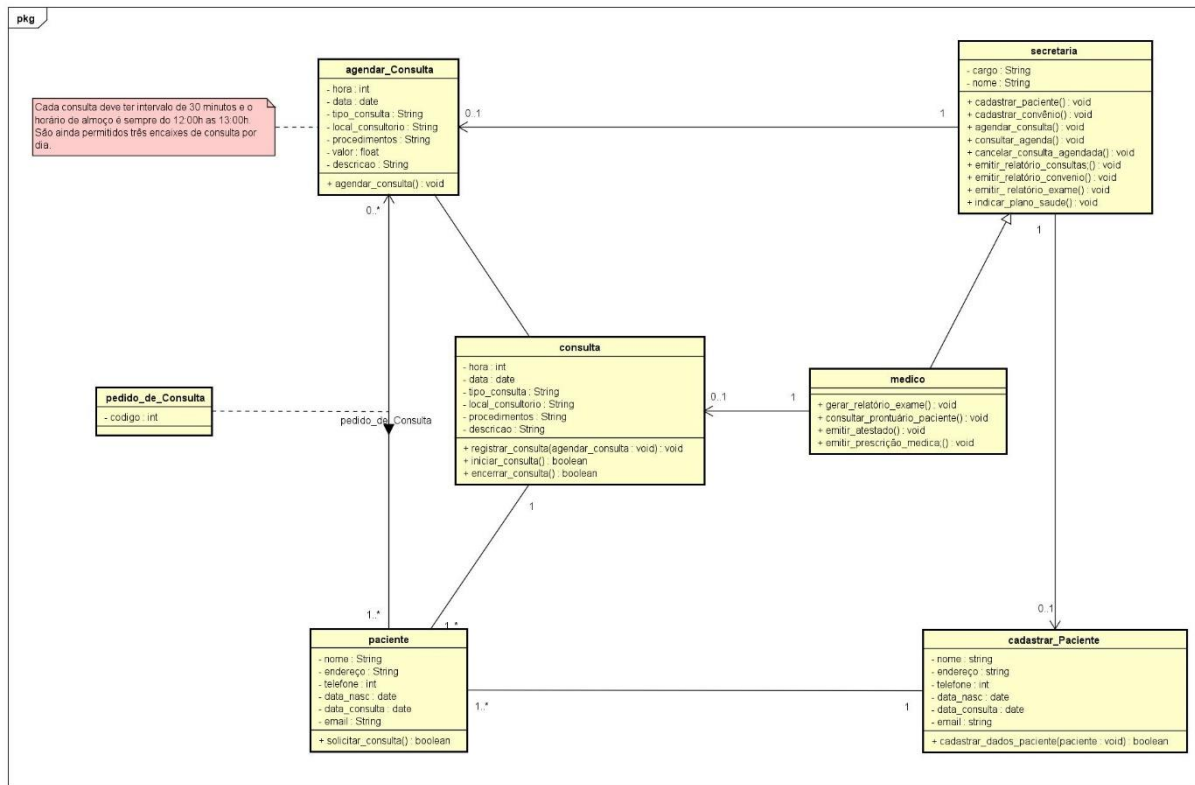 pkg
Cada consulta deve ter intervalo de 30 minutos e o
horário de almoço é sempre do 12:00h as 13:00h.
São ainda permitidos três encaixes de consulta por
dia.
agendar_Consulta
- hora : int
- data : date
- tipo_consulta : String
- local_consultorio : String
- procedimentos : String
- valor : float
- descricao : String
+ agendar_consulta() : void
0..1
1
secretaria
- cargo : String
- nome : String
+ cadastrar_paciente() : void
+ cadastrar_convênio() : void
+ agendar_consulta() : void
+ consultar_agenda() : void
+ cancelar_consulta_agendada() : void
+ emitir_relatório_consultas;() : void
+ emitir_relatório_convenio() : void
+ emitir_ relatório_exame() : void
+ indicar_plano_saude() : void
0..*
1
consulta
- hora : int
- data : date
- tipo_consulta : String
- local_consultorio : String
- procedimentos : String
- descricao : String
+ registrar_consulta(agendar_consulta : void) : void
+ iniciar_consulta() : boolean
+ encerrar_consulta() : boolean
0..1
1
medico
+ gerar_relatório_exame() : void
+ consultar_prontuário_paciente() : void
+ emitir_atestado() : void
+ emitir_prescrição_medica;() : void
pedido_de_Consulta
- codigo : int
pedido_de_Consulta
1
1..*
1..*
0..1
paciente
- nome : String
- endereço : String
- telefone : int
- data_nasc : date
- data_consulta : date
- email : String
+ solicitar_consulta() : boolean
1..*
1
cadastrar_Paciente
- nome : string
- endereço : string
- telefone : int
- data_nasc : date
- data_consulta : date
- email : string
+ cadastrar_dados_paciente(paciente : void) : boolean